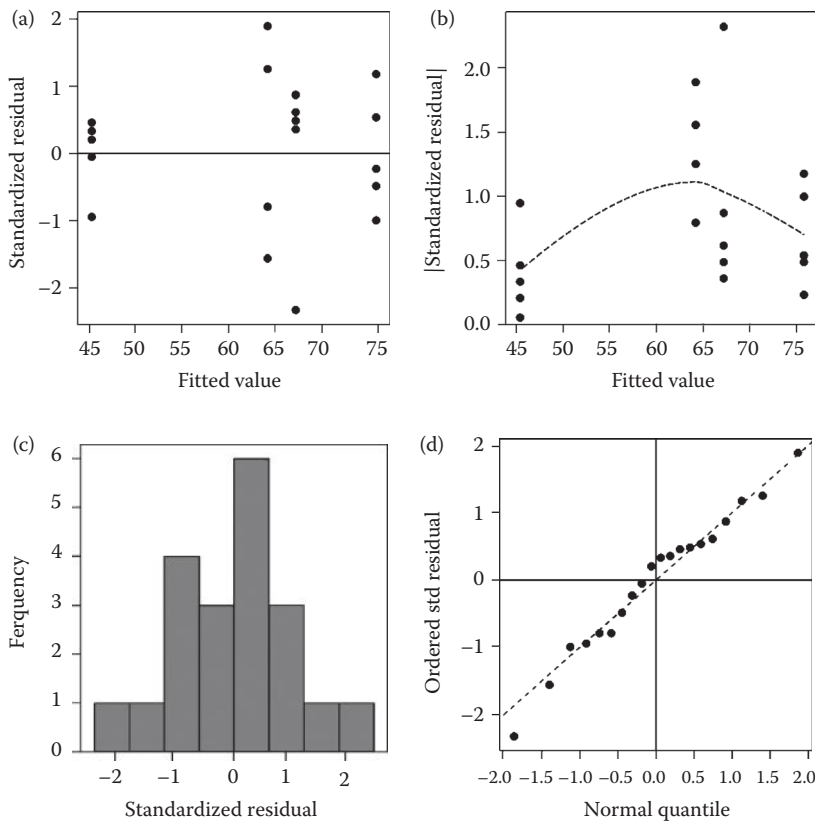 (a)
2
1
0
−1
−2
Standardized residual
45 50 55 60 65 70 75
Fitted value
(b)
2.0
1.5
1.0
0.5
0.0
|Standardized residual|
45 50 55 60 65 70 75
Fitted value
(c)
6
5
4
3
2
1
0
Ferquency
−2 −1 0 1 2
Standardized residual
(d)
2
1
0
−1
−2
Ordered std residual
−2.0 −1.5 −1.0 −0.5 0.0 0.5 1.0 1.5 2.0
Normal quantile